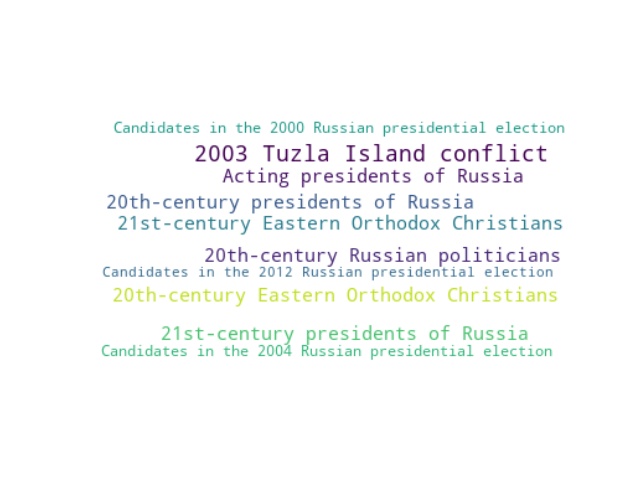 Candidates in the 2000 Russian presidential election
2003 Tuzla Island conflict
Acting presidents of Russia
20th-century presidents of Russia
21st-century Eastern Orthodox Christians
20th-century Russian politicians
Candidates in the 2012 Russian presidential election
20th-century Eastern Orthodox Christians
21st-century presidents of Russia
Candidates in the 2004 Russian presidential election